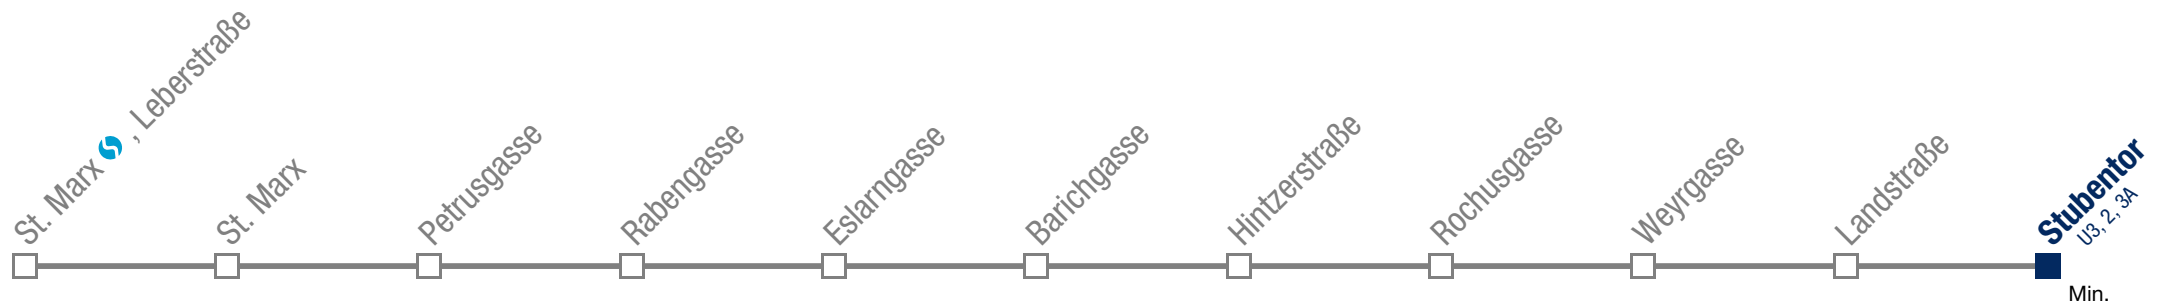 St. Marx , Leberstraße
St. Marx
Petrusgasse
Rabengasse
Eslarngasse
Barichgasse
Hintzerstraße
Rochusgasse
Weyrgasse
Landstraße
Stubentor
U3, 2, 3A
Min.